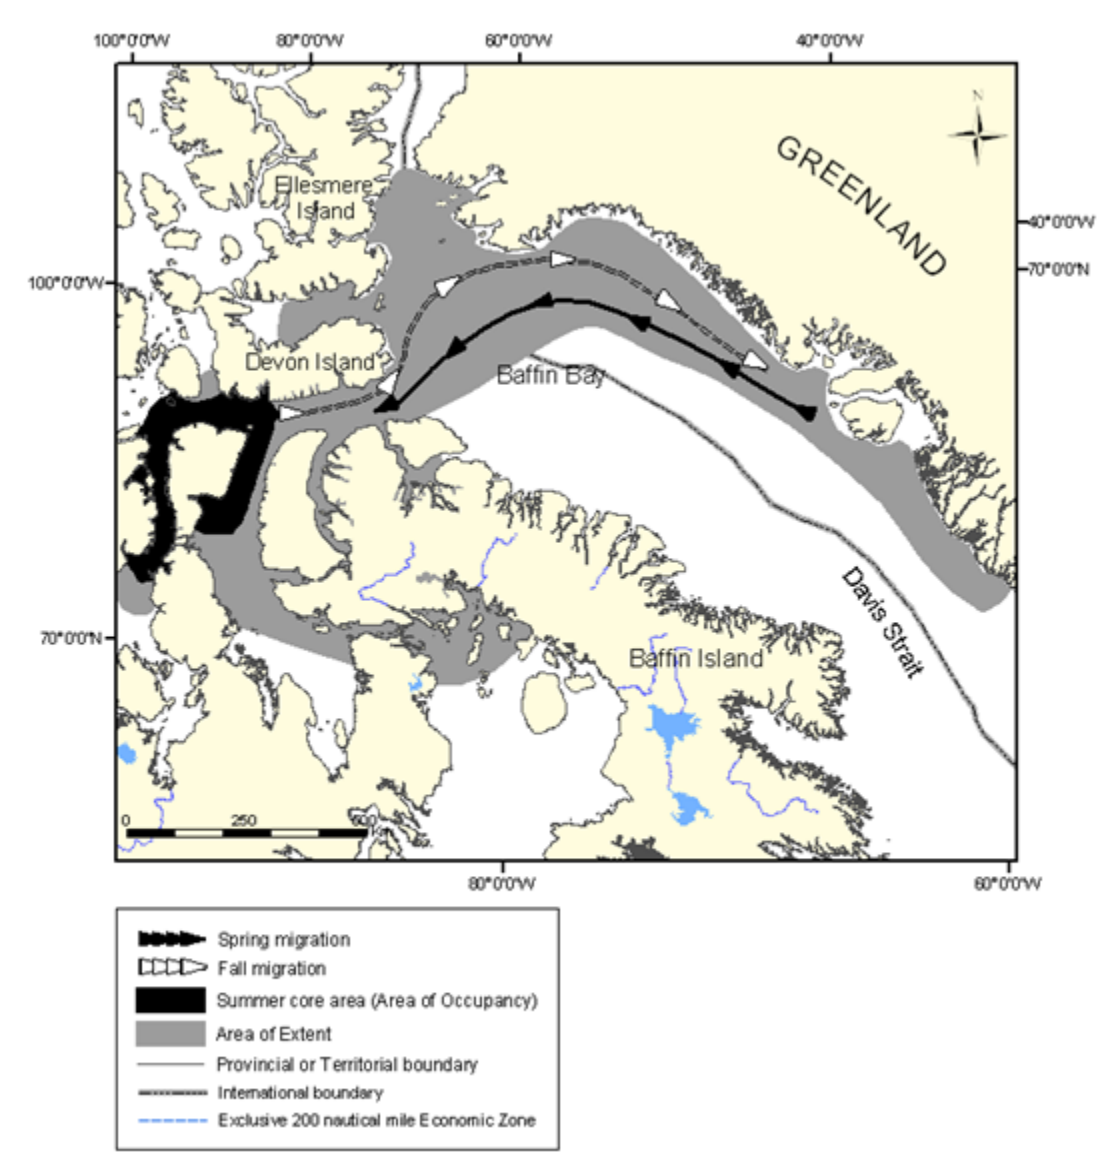 100°0'0"W 80°0'0"W 60°0'0"W 40°0'0"W
N
GREENLAND
Ellesmere
Island
40°0'0"W
70°0'0"N
100°0'0"W
Devon Island
Baffin Bay
Davis Strait
70°0'0"N
Baffin Island
0 250 500
80°0'0"W 60°0'0"W
Spring migration
Fall migration
Summer core area (Area of Occupancy)
Area of Extent
Provincial or Territorial boundary
International boundary
Exclusive 200 nautical mile Economic Zone